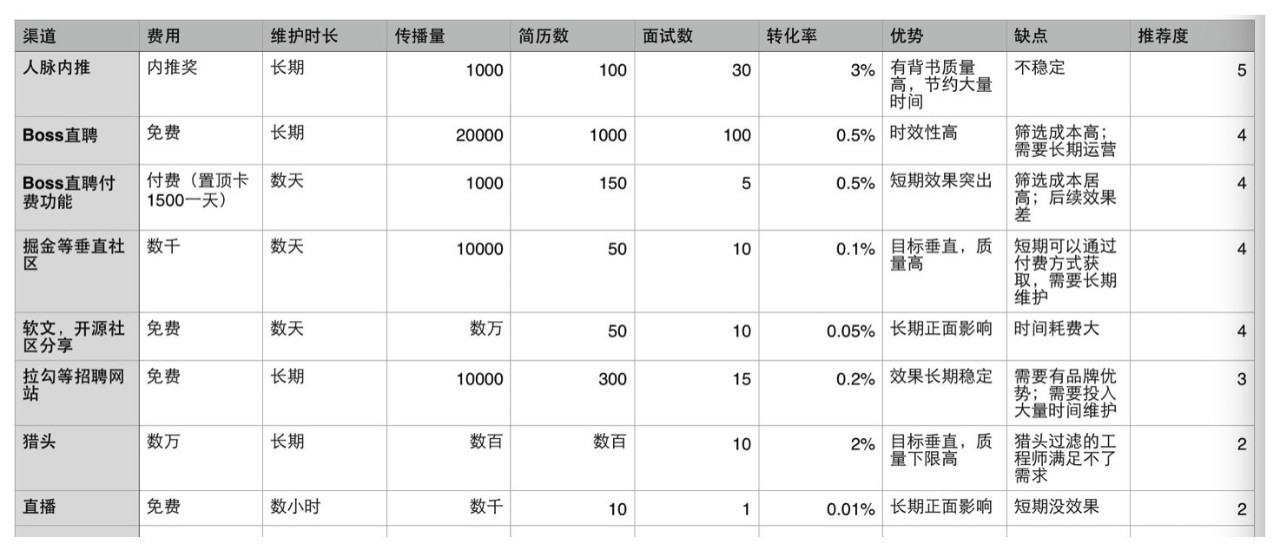 渠道 费用 维护时长 传播量 简历数 面试数 转化率 优势 缺点 推荐度
人脉内推 内推奖 长期 1000 100 30 3% 有背书质量
高，节约大量
时间 不稳定 5
Boss直聘 免费 长期 20000 1000 100 0.5% 时效性高 筛选成本高；
需要长期运营 4
Boss直聘付
费功能 付费（置顶卡
1500一天） 数天 1000 150 5 0.5% 短期效果突出 筛选成本居
高；后续效果
差 4
掘金等垂直社
区 数千 数天 10000 50 10 0.1% 目标垂直，质
量高 短期可以通过
付费方式获
取，需要长期
维护 4
软文，开源社
区分享 免费 数天 数万 50 10 0.05% 长期正面影响 时间耗费大 4
拉勾等招聘网
站 免费 长期 10000 300 15 0.2% 效果长期稳定 需要有品牌优
势；需要投入
大量时间维护 3
猎头 数万 长期 数百 数百 10 2% 目标垂直，质
量下限高 猎头过滤的工
程师满足不了
需求 2
直播 免费 数小时 数千 10 1 0.01% 长期正面影响 短期没效果 2